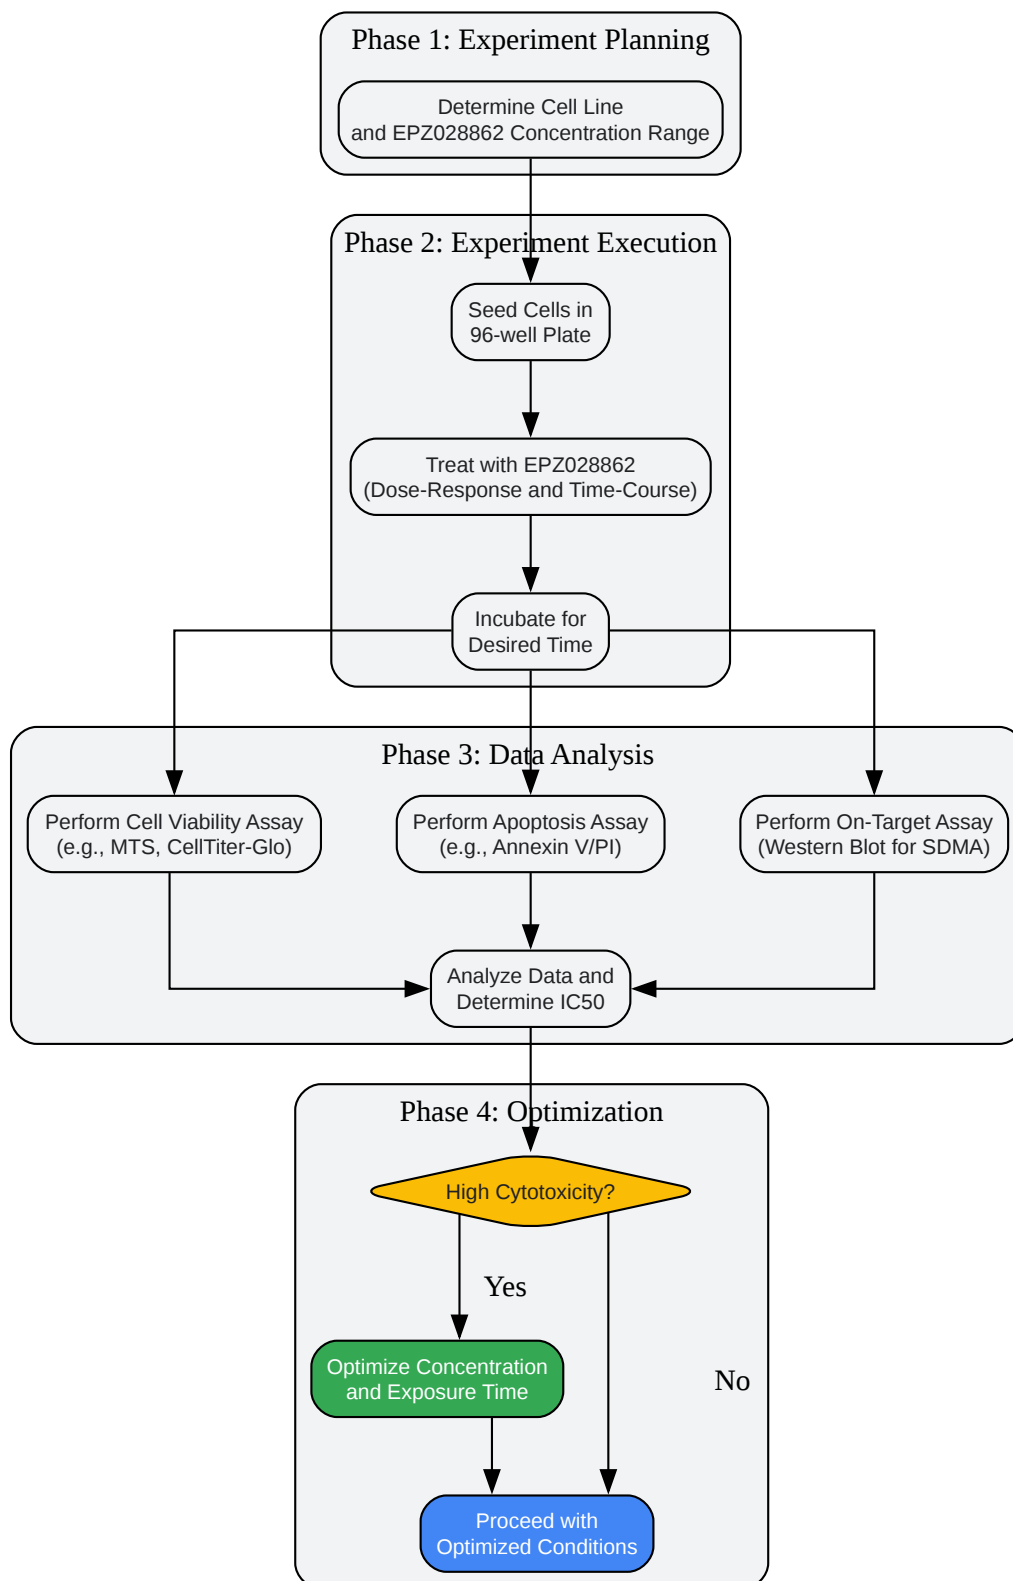 Phase 1: Experiment Planning
Determine Cell Line
and EPZ028862 Concentration Range
Phase 2: Experiment Execution
Seed Cells in
96-well Plate
Treat with EPZ028862
(Dose-Response and Time-Course)
Incubate for
Desired Time
Phase 3: Data Analysis
Perform Cell Viability Assay
(e.g., MTS, CellTiter-Glo)
Perform Apoptosis Assay
(e.g., Annexin V/PI)
Perform On-Target Assay
(Western Blot for SDMA)
Analyze Data and
Determine IC50
Phase 4: Optimization
High Cytotoxicity?
Yes
Optimize Concentration
and Exposure Time
No
Proceed with
Optimized Conditions